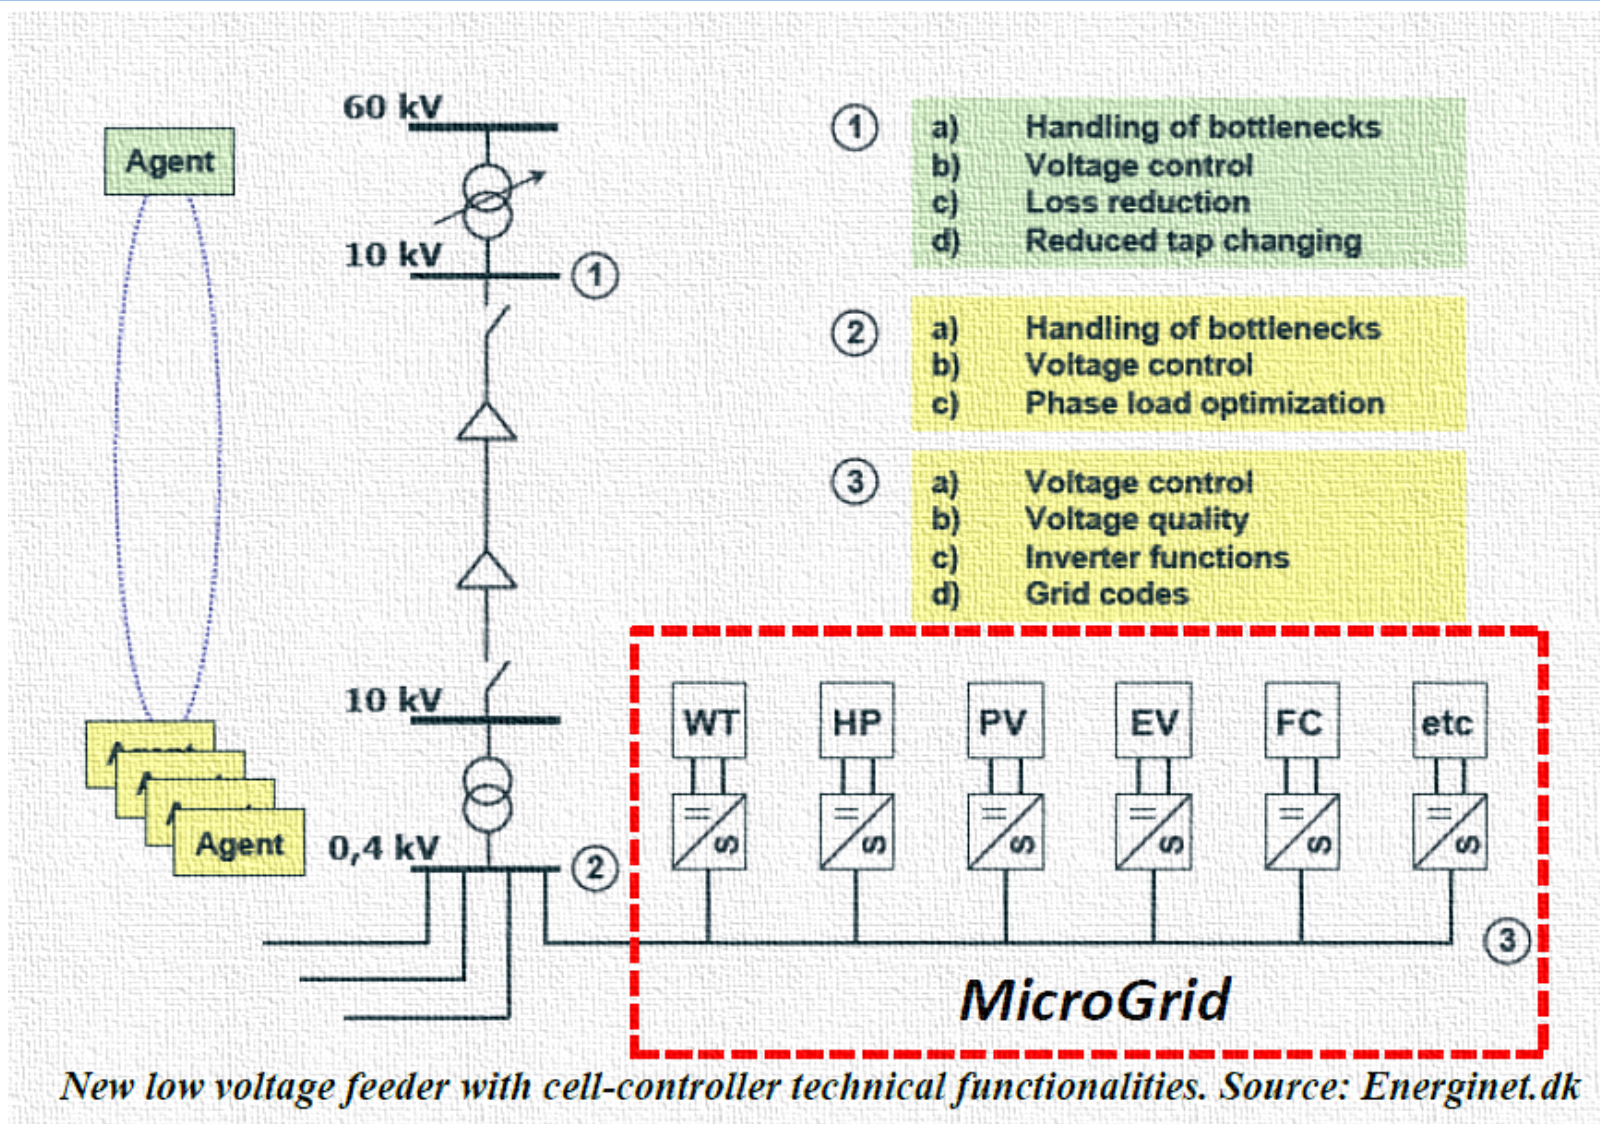 60 kV
Agent
10 kV
1
1
a) Handling of bottlenecks
b) Voltage control
c) Loss reduction
d) Reduced tap changing
2
a) Handling of bottlenecks
b) Voltage control
c) Phase load optimization
3
a) Voltage control
b) Voltage quality
c) Inverter functions
d) Grid codes
10 kV
Agent
0,4 kV
2
WT HP PV EV FC etc
3
MicroGrid
New low voltage feeder with cell-controller technical functionalities. Source: Energinet.dk